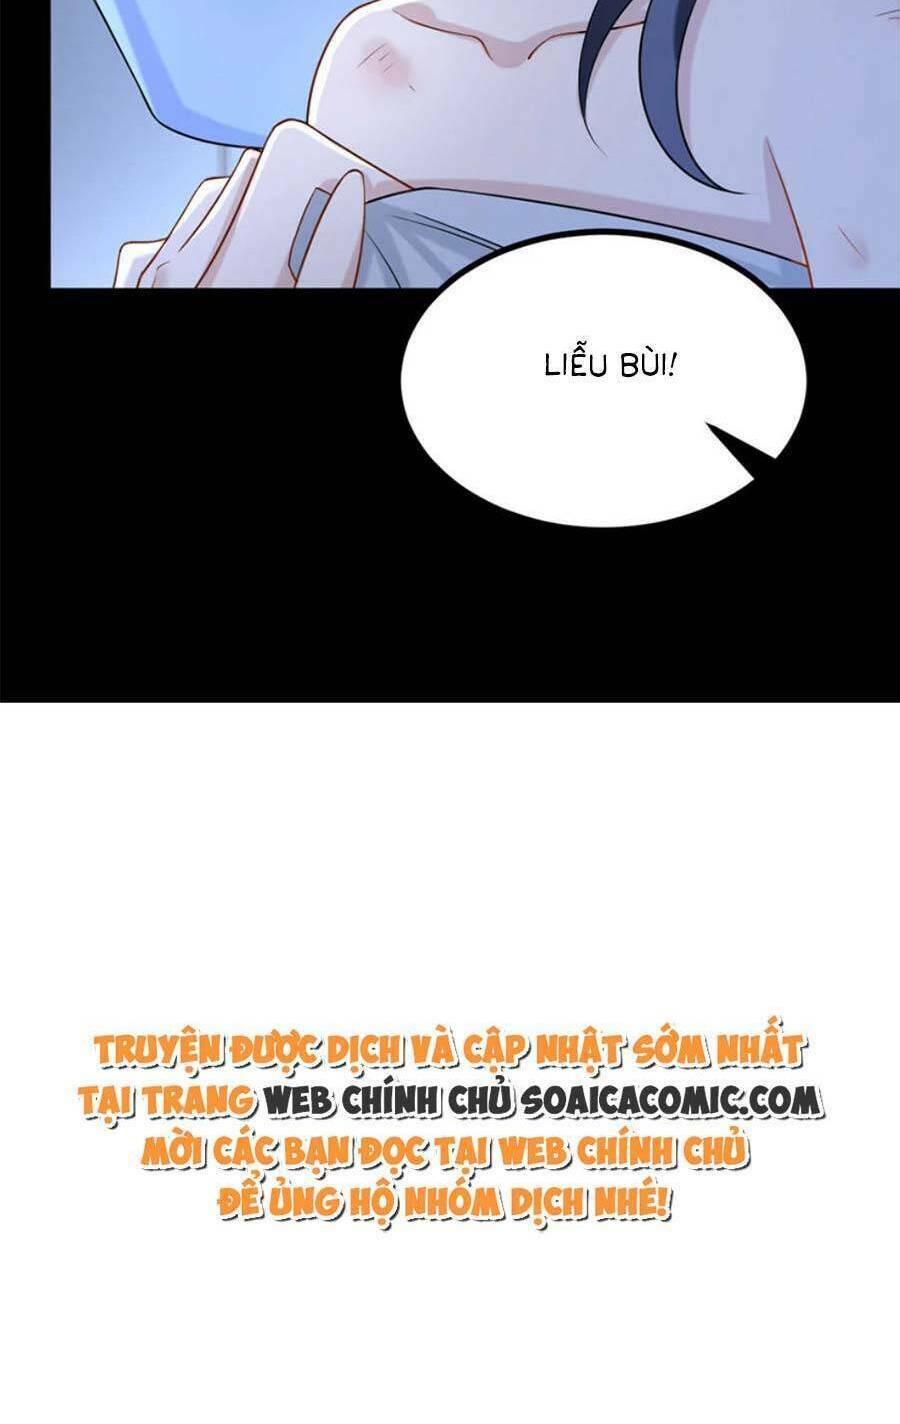 LIỄU BÙI!
TRUYỆN ĐƯỢC DỊCH VÀ CẬP NHẬT SỚM NHẤT
TẠI TRANG WEB CHÍNH CHỦ SOAICACOMIC.COM
MỜI CÁC BẠN ĐỌC TẠI WEB CHÍNH CHỦ
ĐỂ ỦNG HỘ NHÓM DỊCH NHÉ!